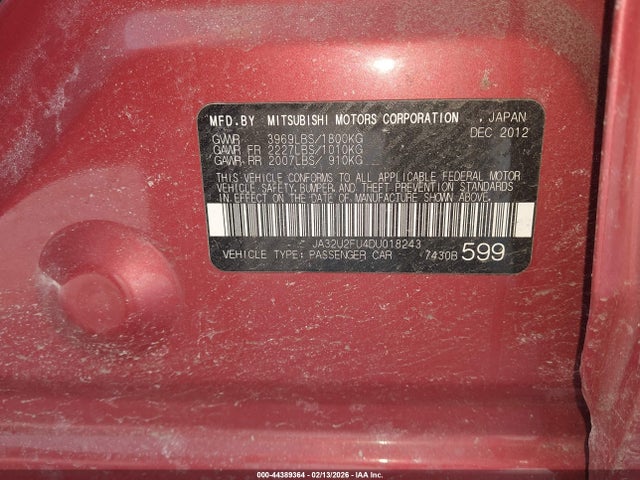 MFD.BY MITSUBISHI MOTORS CORPORATION , JAPAN
GVWR 3969LBS/1800KG DEC 2012
GAWR FR 2227LBS/1010KG
GAWR RR 2007LBS/ 910KG
THIS VEHICLE CONFORMS TO ALL APPLICABLE FEDERAL MOTOR
VEHICLE SAFETY, BUMPER, AND THEFT PREVENTION STANDARDS
IN EFFECT ON THE DATE OF MANUFACTURE SHOWN ABOVE.
JA32U2FU4DU018243
VEHICLE TYPE: PASSENGER CAR 7430B 599
000-44389364 - 02/13/2026 - IAA Inc.